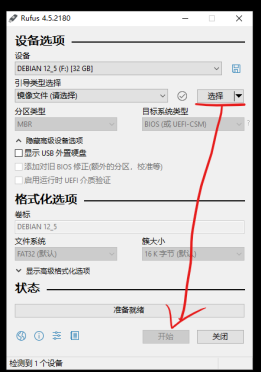 Rufus 4.5.2180
设备选项
设备
DEBIAN 12_5 (F:) [32 GB]
引导类型选择
镜像文件 (请选择)
选择
分区类型
目标系统类型
MBR
BIOS (或 UEFI-CSM)
隐藏高级设备选项
显示 USB 外置硬盘
添加对旧 BIOS 修正(额外的分区、校准等)
启用运行时 UEFI 介质验证
格式化选项
卷标
DEBIAN 12_5
文件系统
簇大小
FAT32 (默认)
16 K 字节 (默认)
显示高级格式化选项
状态
准备就绪
开始
关闭
检测到 1 个设备